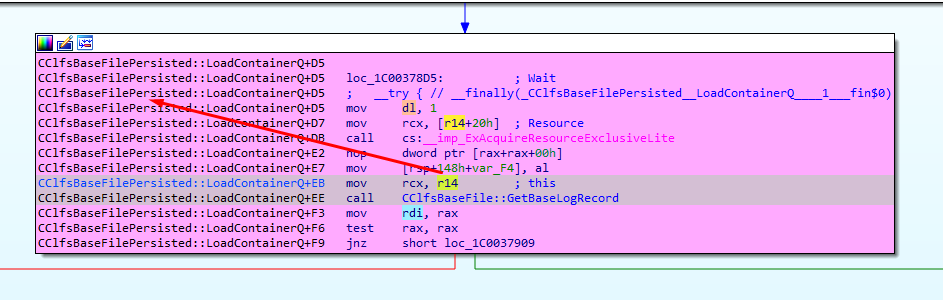 CClfsBaseFilePersisted::LoadContainerQ+D5
CClfsBaseFilePersisted::LoadContainerQ+D5 loc_1C00378D5: ; Wait
CClfsBaseFilePersisted::LoadContainerQ+D5 ; __try { // __finally(_CClfsBaseFilePersisted__LoadContainerQ____1___fin$0)
CClfsBaseFilePersisted::LoadContainerQ+D5 mov dl, 1
CClfsBaseFilePersisted::LoadContainerQ+D7 mov rcx, [r14+20h] ; Resource
CClfsBaseFilePersisted::LoadContainerQ+DB call cs:__imp_ExAcquireResourceExclusiveLite
CClfsBaseFilePersisted::LoadContainerQ+E2 nop dword ptr [rax+rax+00h]
CClfsBaseFilePersisted::LoadContainerQ+E7 mov [rsp+148h+var_F4], al
CClfsBaseFilePersisted::LoadContainerQ+EB mov rcx, r14 ; this
CClfsBaseFilePersisted::LoadContainerQ+EE call CClfsBaseFile::GetBaseLogRecord
CClfsBaseFilePersisted::LoadContainerQ+F3 mov rdi, rax
CClfsBaseFilePersisted::LoadContainerQ+F6 test rax, rax
CClfsBaseFilePersisted::LoadContainerQ+F9 jnz short loc_1C0037909